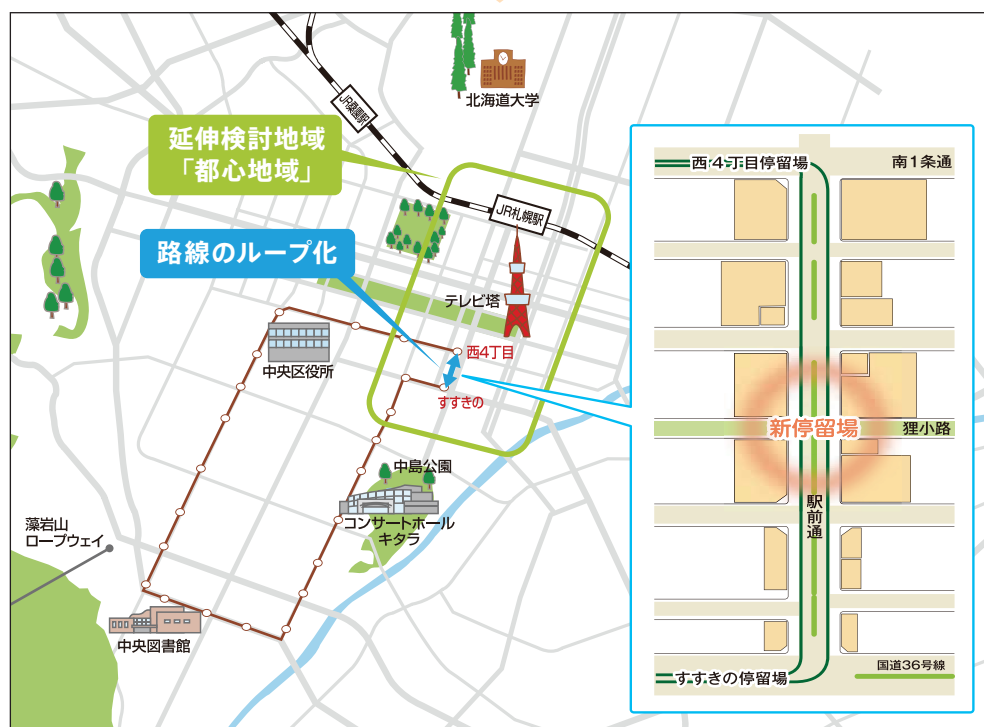 北海道大学
JR桑園駅
延伸検討地域
「都心地域」
JR札幌駅
路線のループ化
テレビ塔
西4丁目
中央区役所
すすきの
中島公園
コンサートホール
キタラ
藻岩山
ロープウェイ
中央図書館
西4丁目停留場
南1条通
新停留場
狸小路
駅前通
国道36号線
すすきの停留場